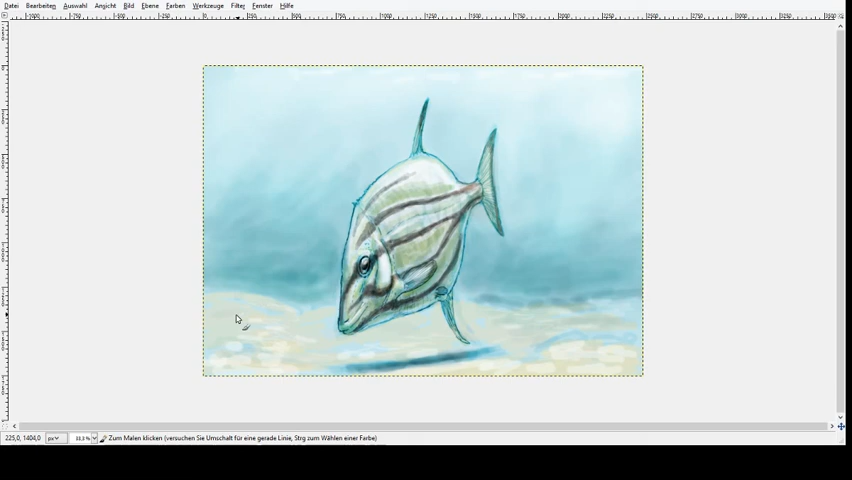 Datei Bearbeiten Auswahl Ansicht Bild Ebene Farben Werkzeuge Filter Fenster Hilfe
225,0, 1404,0 px 33,3 % Zum Malen klicken (versuchen Sie Umschalt für eine gerade Linie, Strg zum Wählen einer Farbe)